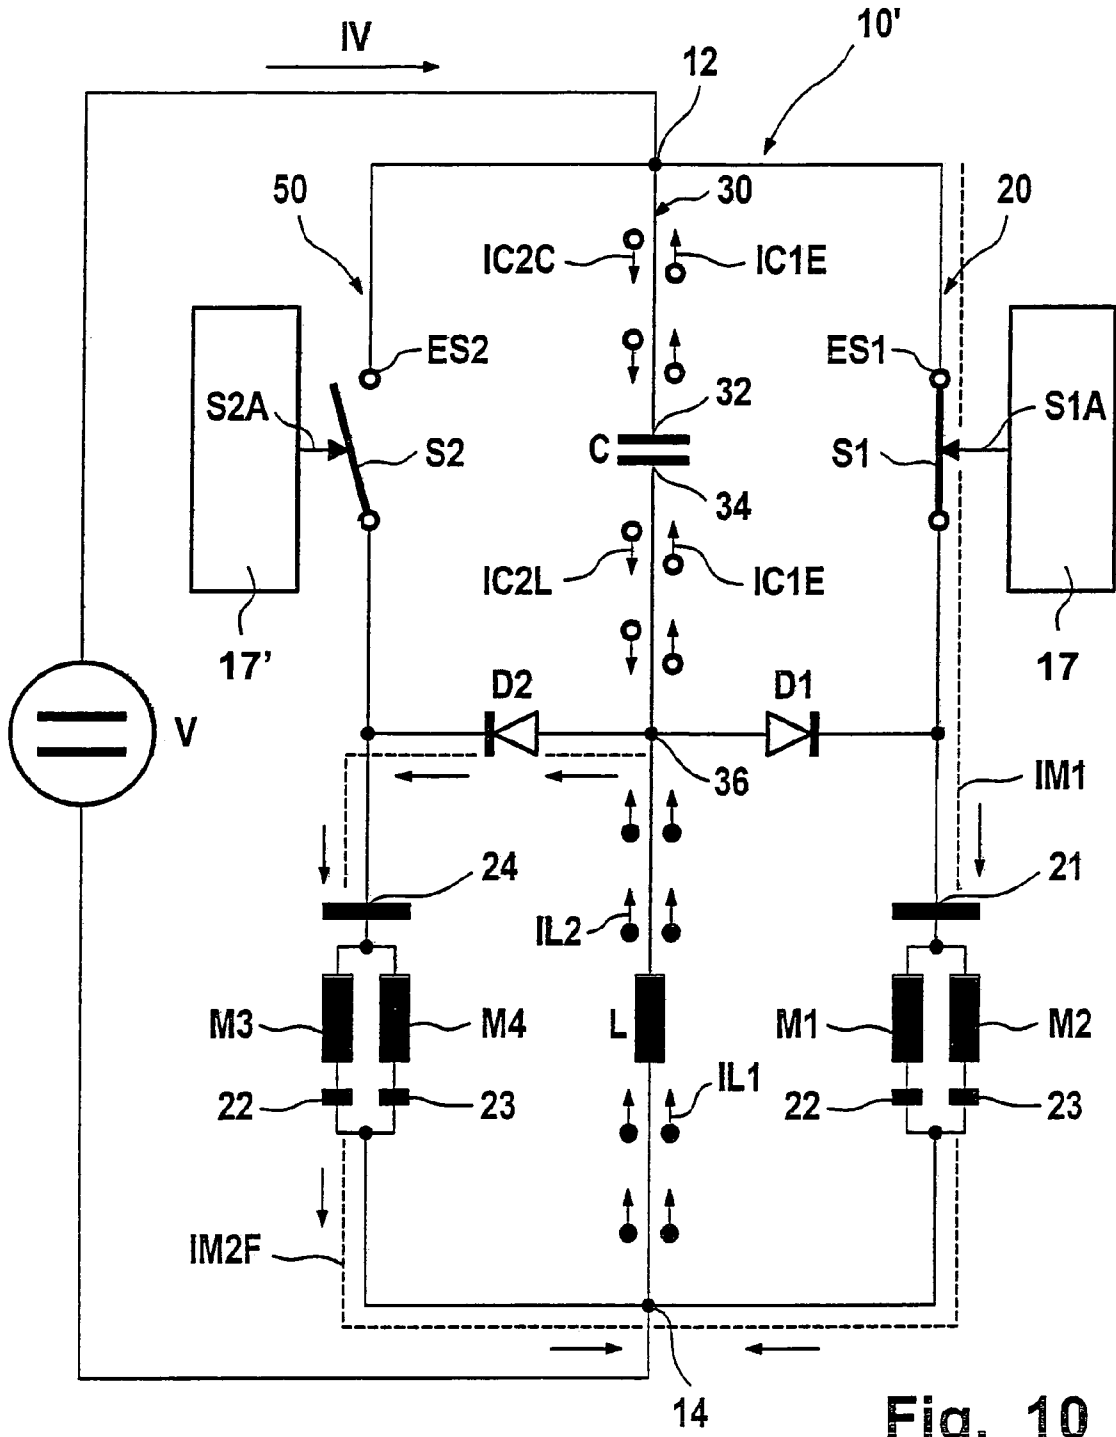 IV
10'
12
50
30
20
IC2C
IC1E
ES2
ES1
S2A
32
S1A
S2
C
S1
34
IC2L
IC1E
17’
17
D2
D1
V
36
IM1
24
21
IL2
M3
M4
L
M1
M2
IL1
22
23
22
23
IM2F
14
Fig. 10